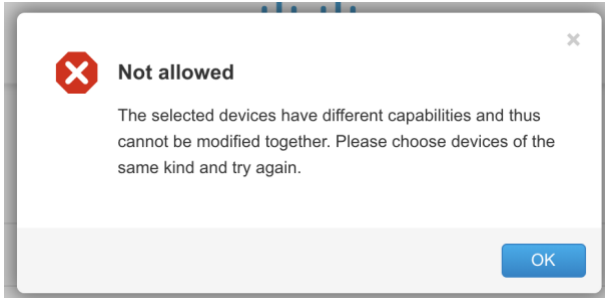 Not allowed
The selected devices have different capabilities and thus
cannot be modified together. Please choose devices of the
same kind and try again.
OK